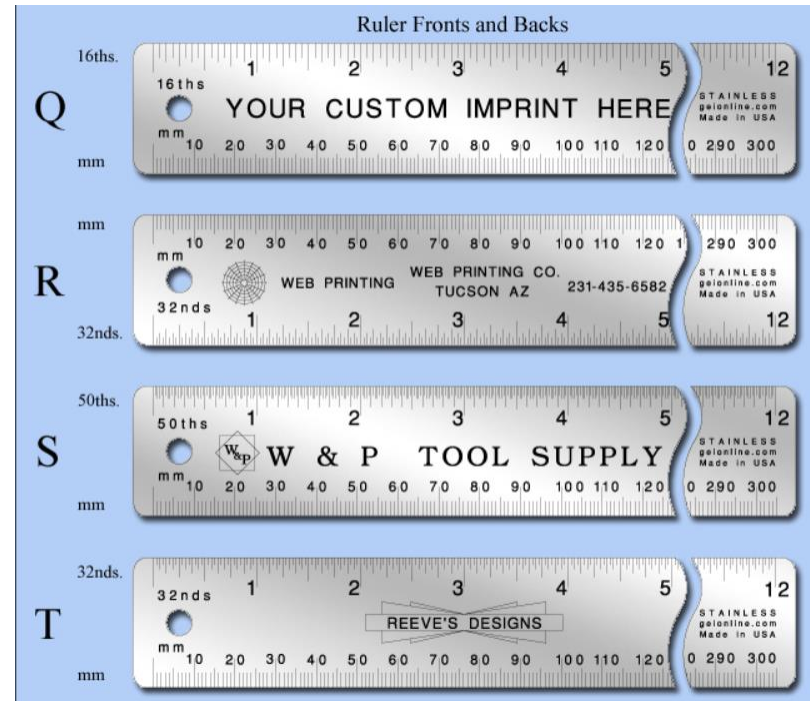 Ruler Fronts and Backs
16ths.
1 2 3 4 5 12
16ths
Q
YOUR CUSTOM IMPRINT HERE
STAINLESS
geionline.com
Made in USA
mm
10 20 30 40 50 60 70 80 90 100 110 120 0 290 300
mm
mm
10 20 30 40 50 60 70 80 90 100 110 120 1 290 300
mm
R
WEB PRINTING
WEB PRINTING CO.
TUCSON AZ
231-435-6582
STAINLESS
geionline.com
Made in USA
32nds
1 2 3 4 5 12
32nds.
50ths.
1 2 3 4 5 12
50ths
S
W&P
W & P TOOL SUPPLY
STAINLESS
geionline.com
Made in USA
mm
10 20 30 40 50 60 70 80 90 100 110 120 0 290 300
mm
32nds.
1 2 3 4 5 12
32nds
T
REEVE'S DESIGNS
STAINLESS
geionline.com
Made in USA
mm
10 20 30 40 50 60 70 80 90 100 110 120 0 290 300
mm